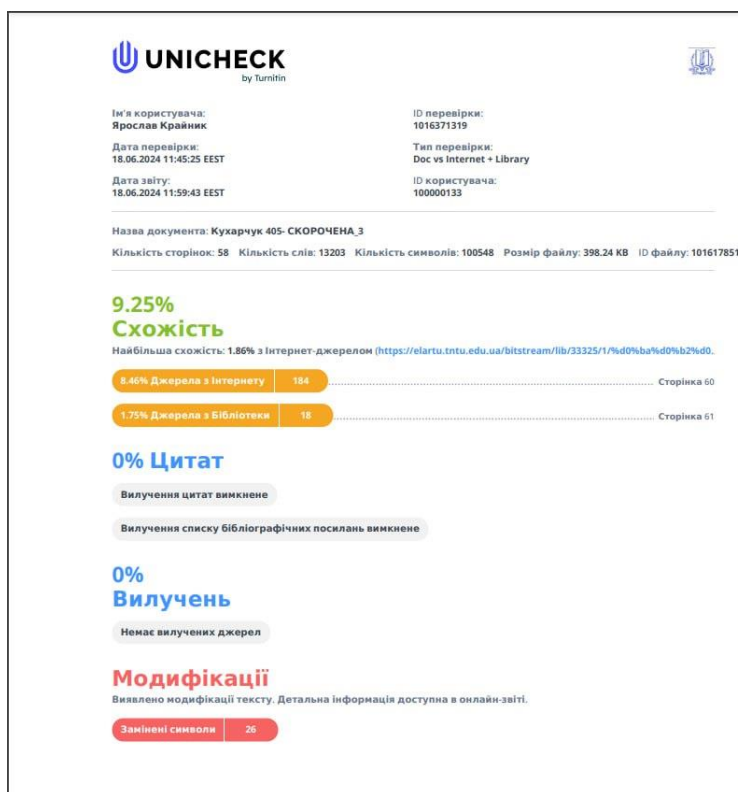 UNICHECK
by Turnitin
Ім'я користувача:
Ярослав Крайник
ID перевірки:
1016371319
Дата перевірки:
18.06.2024 11:45:25 EEST
Тип перевірки:
Doc vs Internet + Library
Дата звіту:
18.06.2024 11:59:43 EEST
ID користувача:
100000133
Назва документа: Кухарчук 405- СКОРОЧЕНА_3
Кількість сторінок: 58 Кількість слів: 13203 Кількість символів: 100548 Розмір файлу: 398.24 KB ID файлу: 101617851
9.25%
Схожість
Найбільша схожість: 1.86% з Інтернет-джерелом (https://elartu.tntu.edu.ua/bitstream/lib/33325/1/%d0%ba%d0%b2%d0.
8.46% Джерела з Інтернету 184 Сторінка 60
1.75% Джерела з Бібліотеки 18 Сторінка 61
0% Цитат
Вилучення цитат вимкнене
Вилучення списку бібліографічних посилань вимкнене
0%
Вилучень
Немає вилучених джерел
Модифікації
Виявлено модифікації тексту. Детальна інформація доступна в онлайн-звіті.
Замінені символи 26